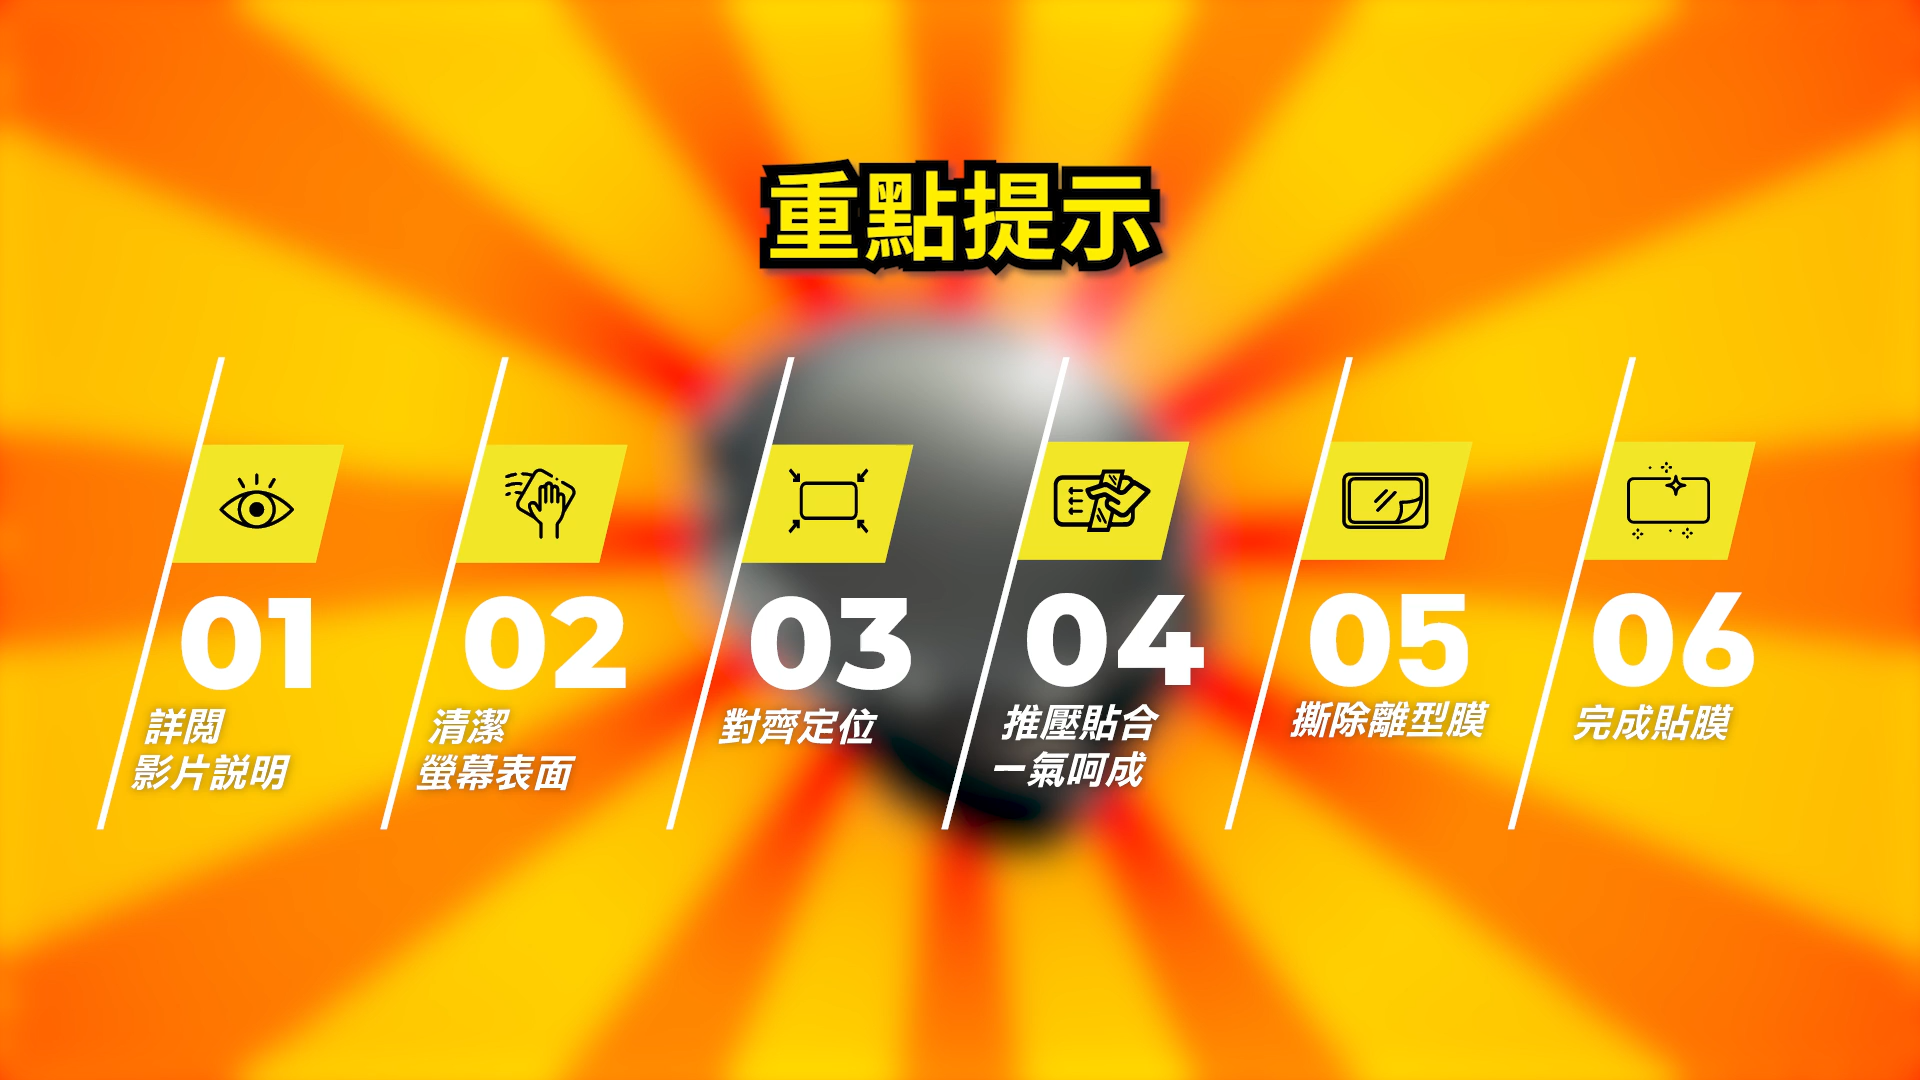 重點提示
01
詳閱
影片說明
02
清潔
螢幕表面
03
對齊定位
04
推壓貼合
一氣呵成
05
撕除離型膜
06
完成貼膜